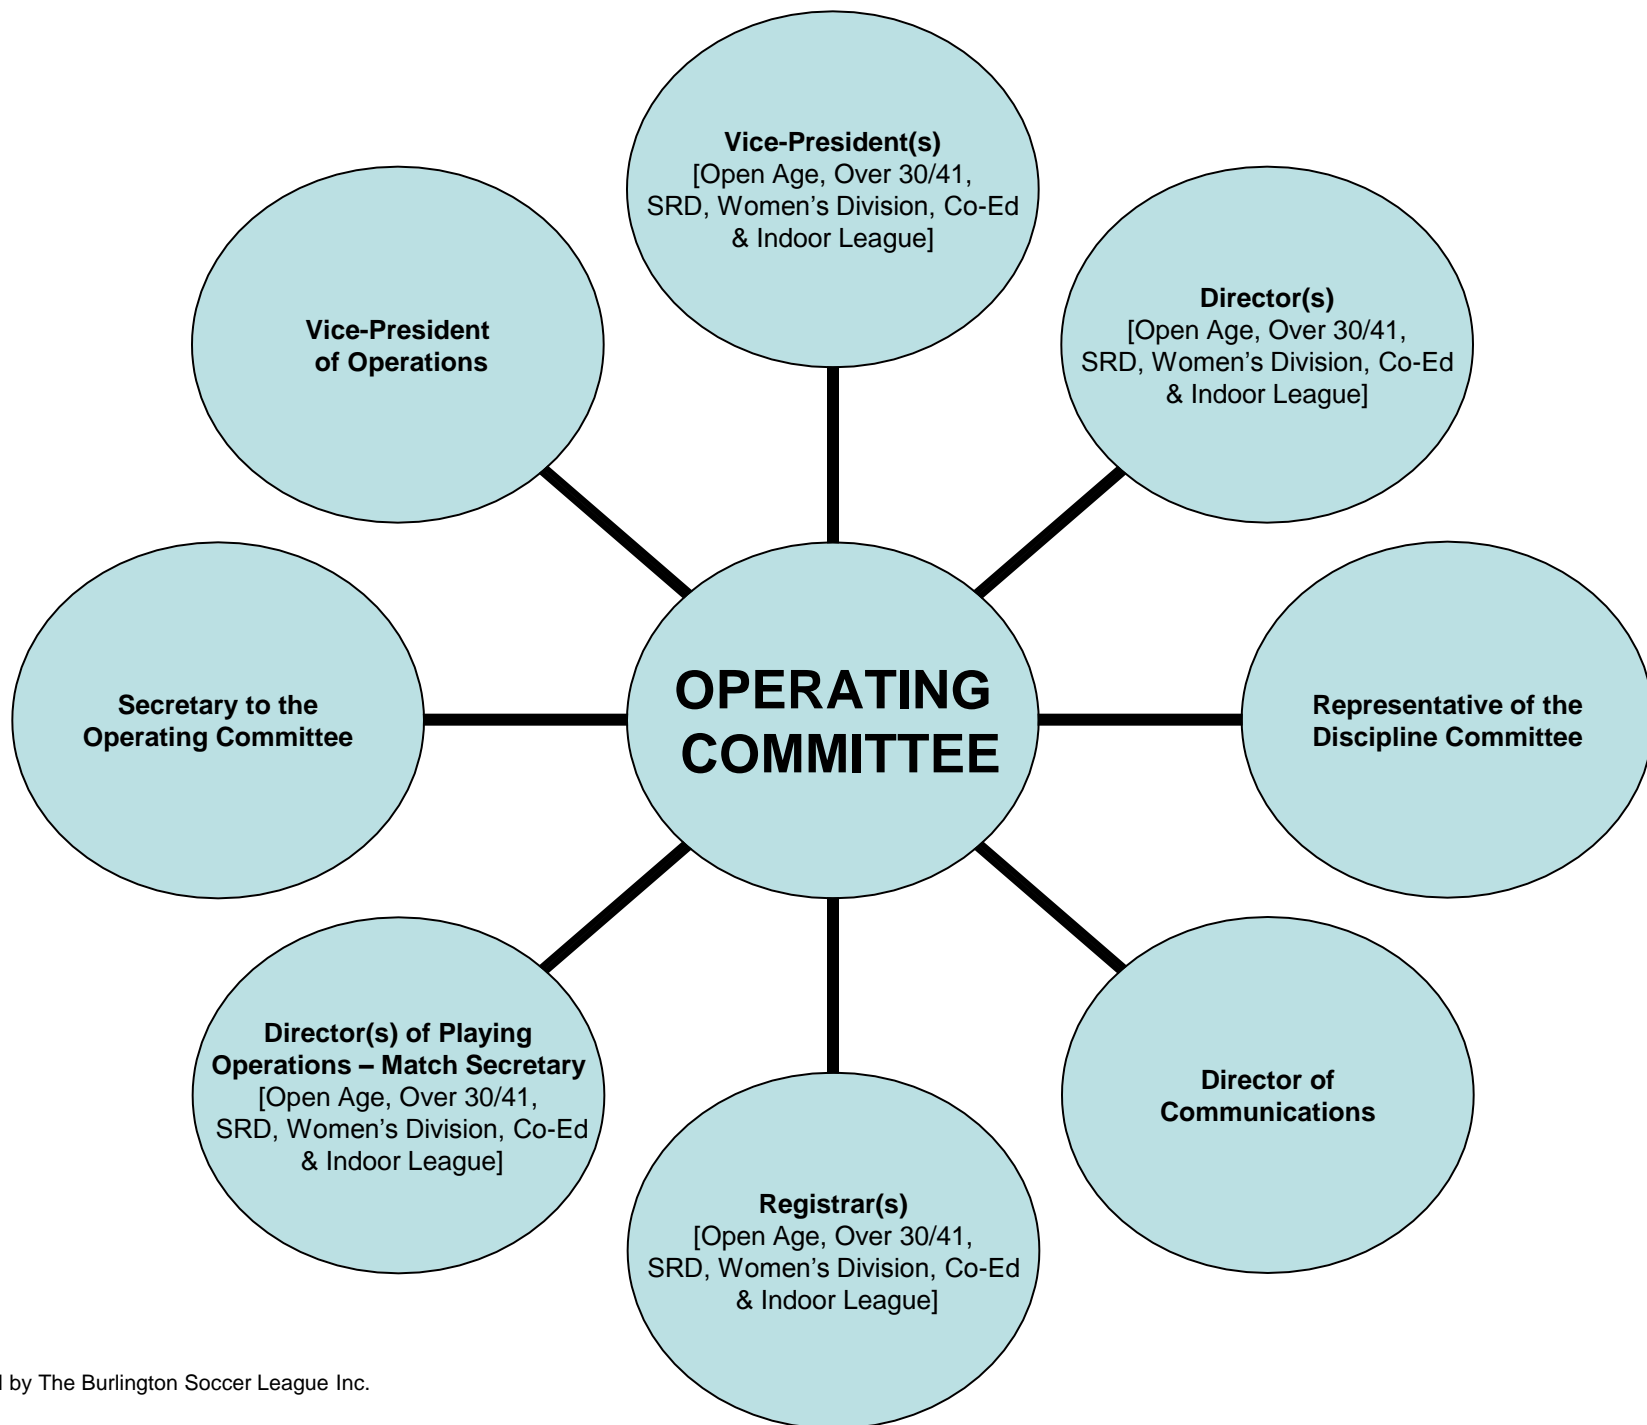 Vice-President(s)
[Open Age, Over 30/41,
SRD, Women’s Division, Co-Ed
& Indoor League]
Director(s)
[Open Age, Over 30/41,
SRD, Women’s Division, Co-Ed
& Indoor League]
Vice-President
of Operations
Secretary to the
Operating Committee
OPERATING
COMMITTEE
Representative of the
Discipline Committee
Director(s) of Playing
Operations – Match Secretary
[Open Age, Over 30/41,
SRD, Women’s Division, Co-Ed
& Indoor League]
Director of
Communications
Registrar(s)
[Open Age, Over 30/41,
SRD, Women’s Division, Co-Ed
& Indoor League]
by The Burlington Soccer League Inc.